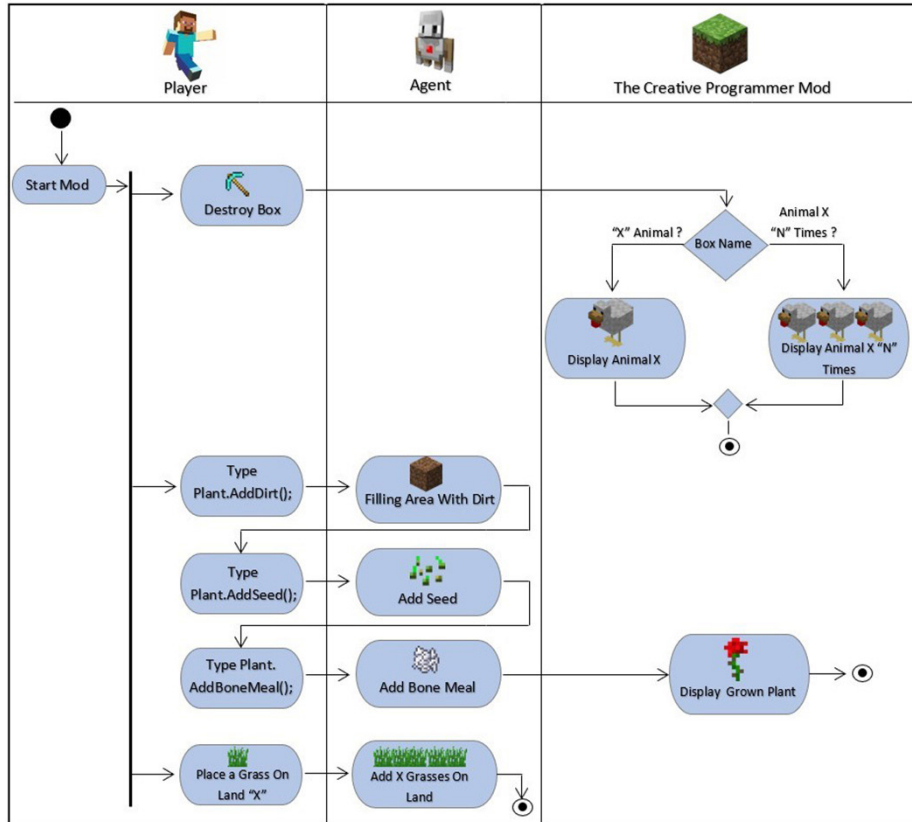 Player
Agent
The Creative Programmer Mod
Start Mod
Destroy Box
Box Name
“X” Animal ?
Animal X
“N” Times ?
Display Animal X
Display Animal X “N”
Times
Type
Plant.AddDirt();
Filling Area With Dirt
Type
Plant.AddSeed();
Add Seed
Type Plant.
AddBoneMeal();
Add Bone Meal
Display Grown Plant
Place a Grass On
Land “X”
Add X Grasses On
Land